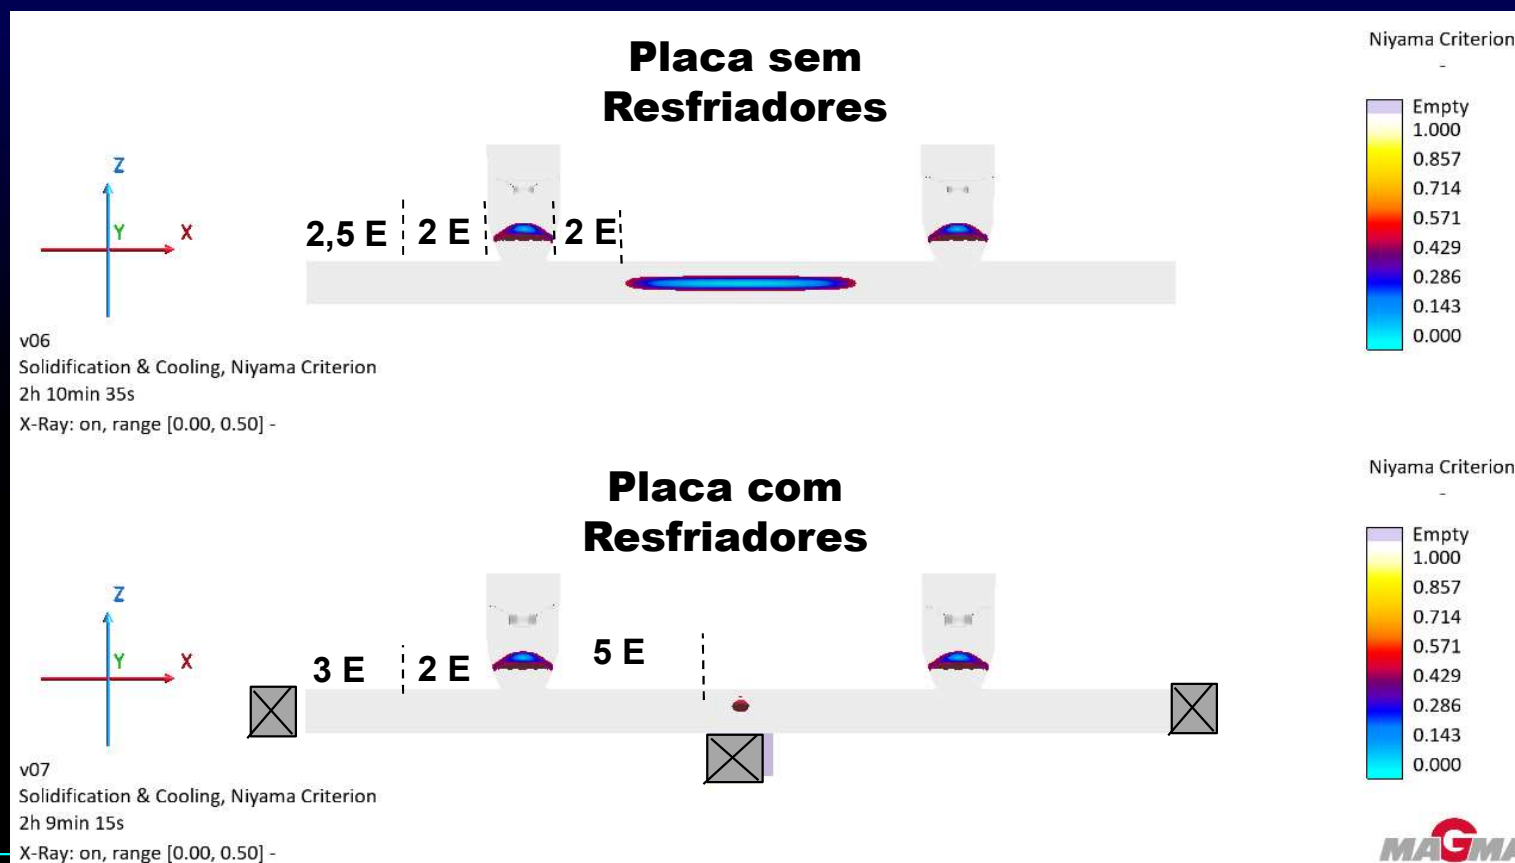 Placa sem
Resfriadores
Niyama Criterion
-
Empty
1.000
0.857
0.714
0.571
0.429
0.286
0.143
0.000
Z
Y
X
2,5 E
2 E
2 E
v06
Solidification & Cooling, Niyama Criterion
2h 10min 35s
X-Ray: on, range [0.00, 0.50] -
Placa com
Resfriadores
Niyama Criterion
-
Empty
1.000
0.857
0.714
0.571
0.429
0.286
0.143
0.000
Z
Y
X
3 E
2 E
5 E
v07
Solidification & Cooling, Niyama Criterion
2h 9min 15s
X-Ray: on, range [0.00, 0.50] -
MAGMA